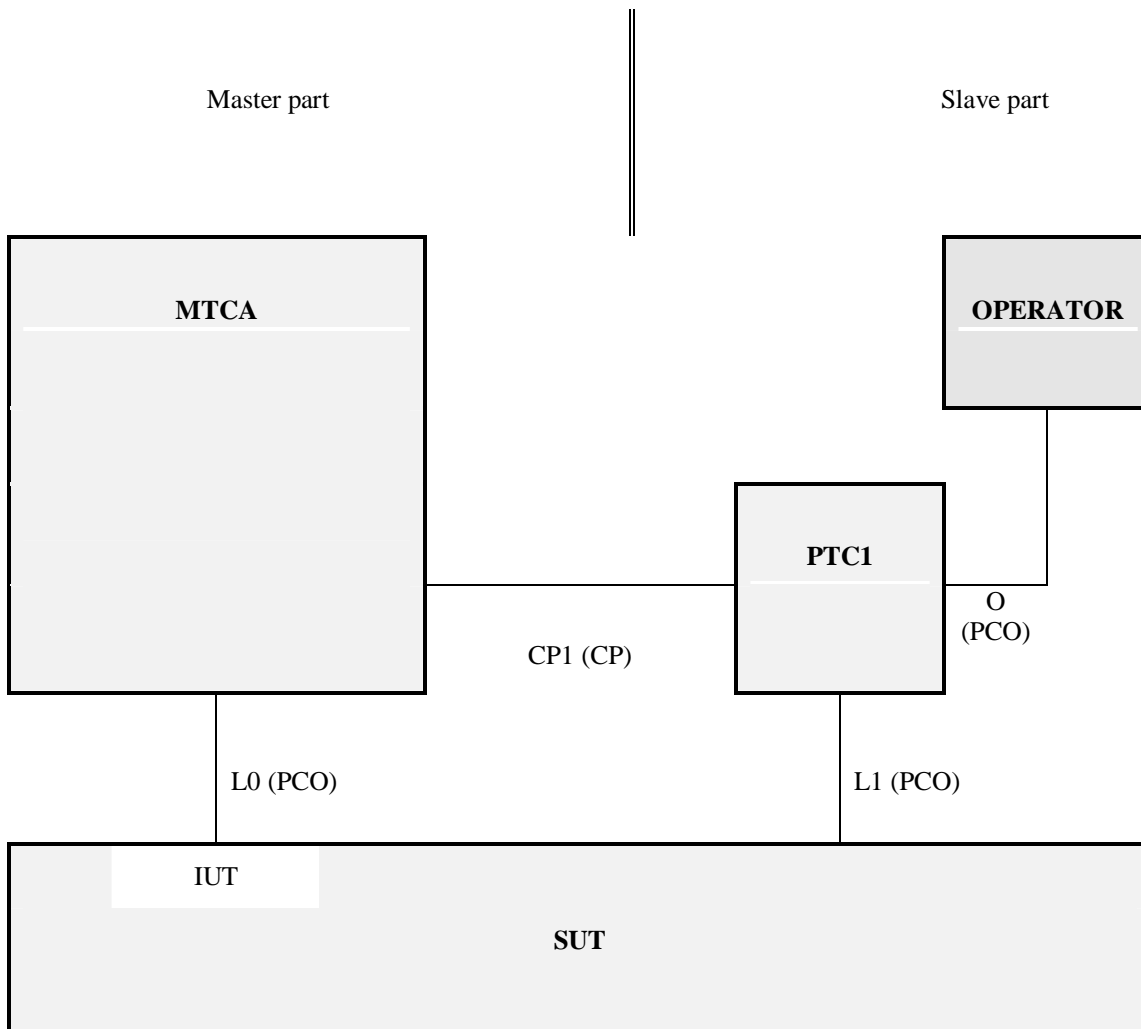 Master part
Slave part
MTCA
OPERATOR
PTC1
O
(PCO)
CP1 (CP)
L0 (PCO)
L1 (PCO)
IUT
SUT